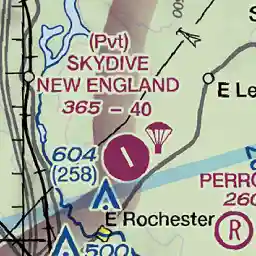 (Pvt)
SKYDIVE
NEW ENGLAND
365 - 40
E Le
604
(258)
PERRO
260
E Rochester
R
500